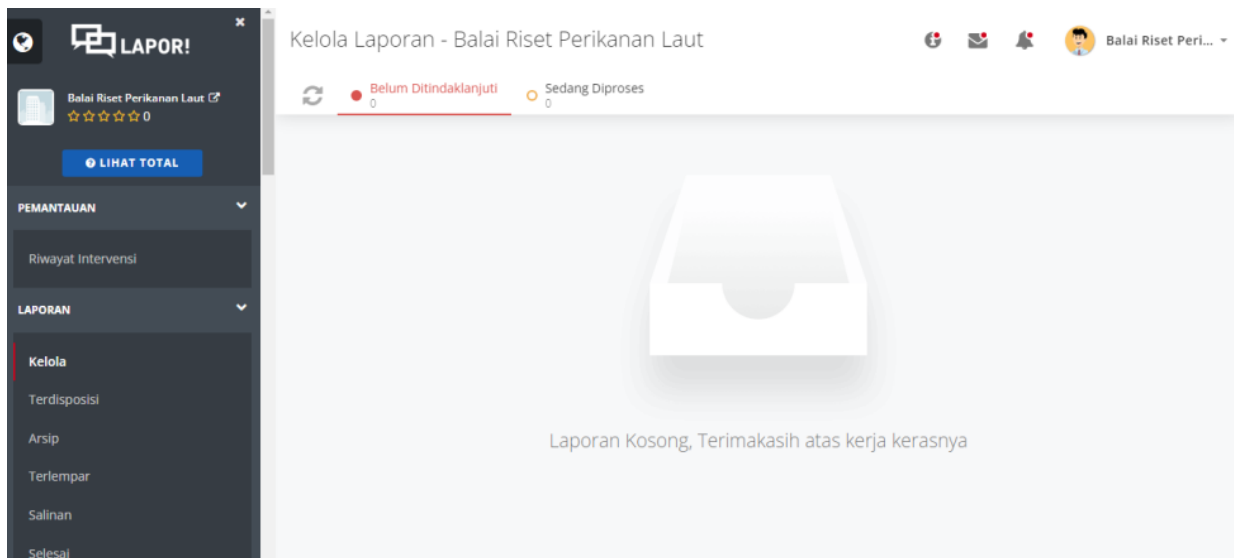 LAPOR!
Balai Riset Perikanan Laut
0
LIHAT TOTAL
PEMANTAUAN
Riwayat Intervensi
LAPORAN
Kelola
Terdisposisi
Arsip
Terlempar
Salinan
Selesai
Kelola Laporan - Balai Riset Perikanan Laut
Balai Riset Peri...
Belum Ditindaklanjuti
0
Sedang Diproses
0
Laporan Kosong, Terimakasih atas kerja kerasnya